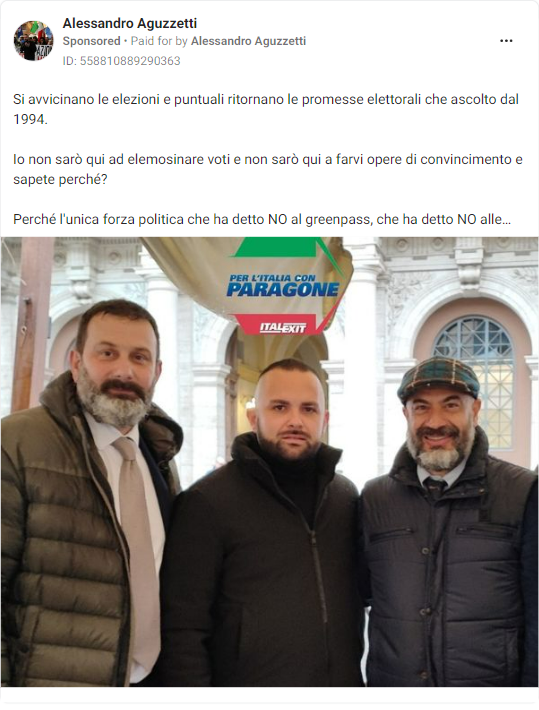 Alessandro Aguzzetti
Sponsored • Paid for by Alessandro Aguzzetti
ID: 558810889290363
Si avvicinano le elezioni e puntuali ritornano le promesse elettorali che ascolto dal
1994.
Io non sarò qui ad elemosinare voti e non sarò qui a farvi opere di convincimento e
sapete perché?
Perché l'unica forza politica che ha detto NO al greenpass, che ha detto NO alle...
PER L'ITALIA CON
PARAGONE
ITALEXIT